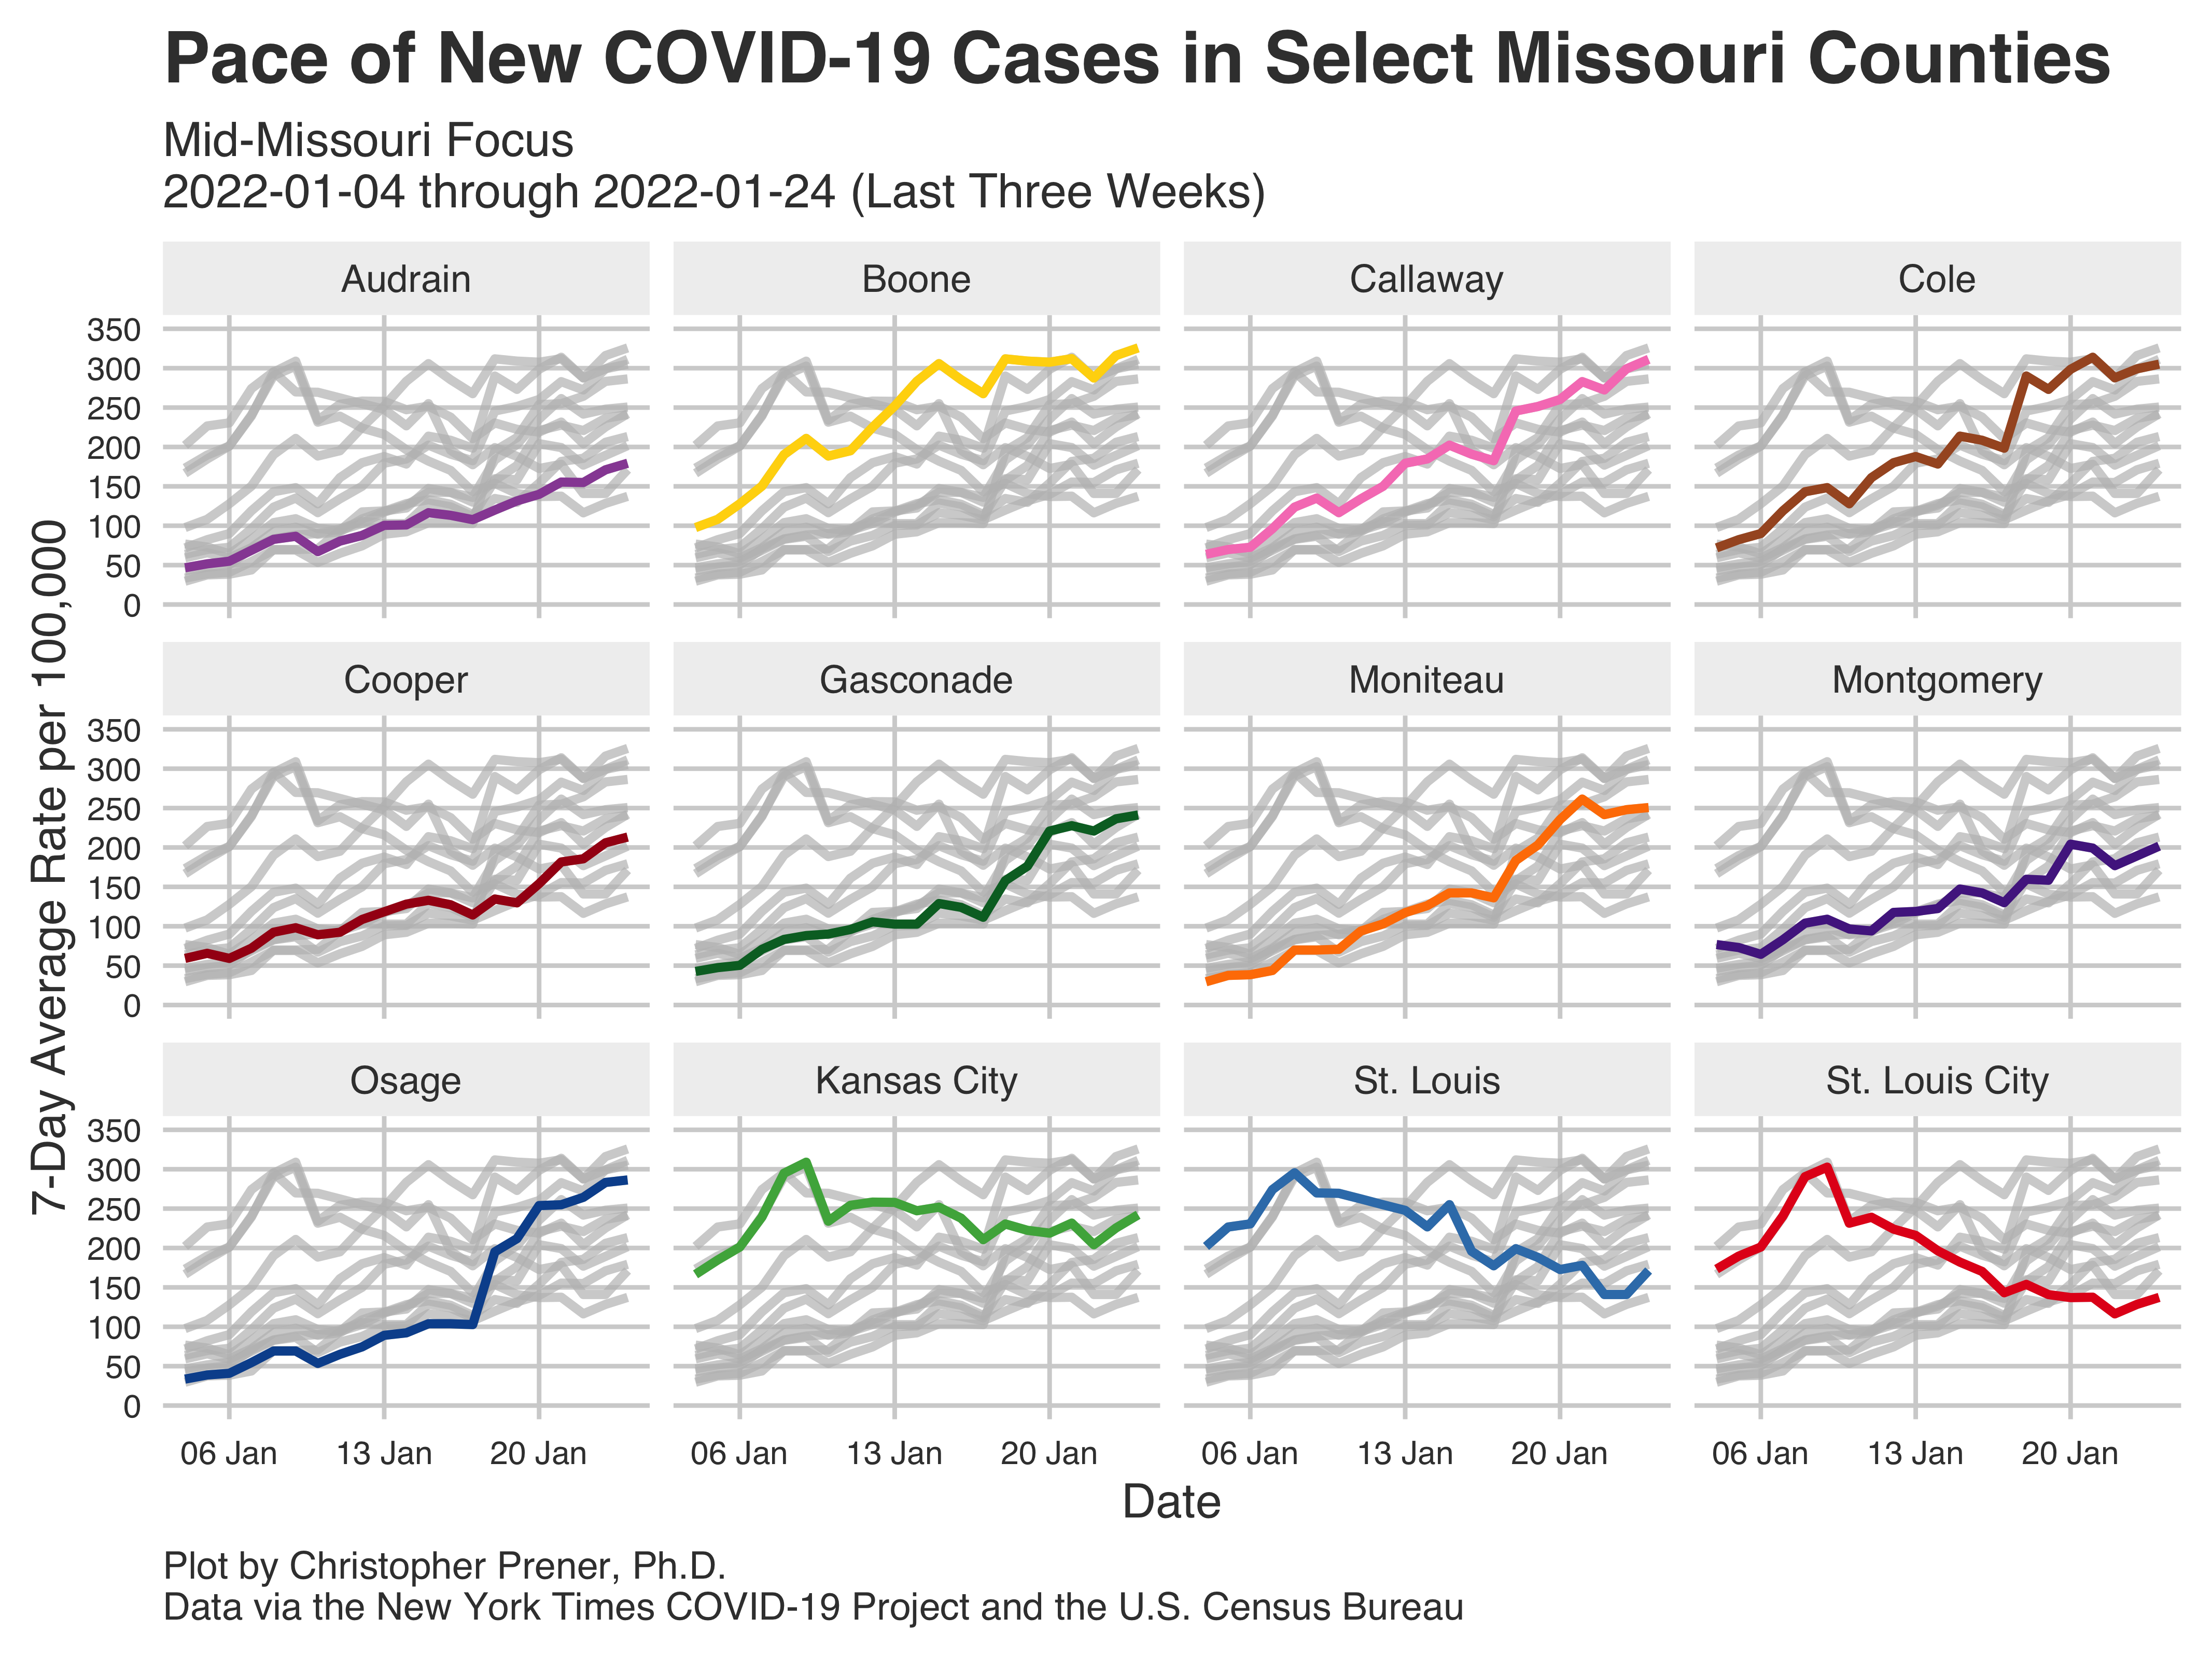 Pace of New COVID-19 Cases in Select Missouri Counties
Mid-Missouri Focus
2022-01-04 through 2022-01-24 (Last Three Weeks)
7-Day Average Rate per 100,000
Audrain
Boone
Callaway
Cole
350
300
250
200
150
100
50
0
Cooper
Gasconade
Moniteau
Montgomery
350
300
250
200
150
100
50
0
Osage
Kansas City
St. Louis
St. Louis City
350
300
250
200
150
100
50
0
06 Jan 13 Jan 20 Jan
06 Jan 13 Jan 20 Jan
06 Jan 13 Jan 20 Jan
06 Jan 13 Jan 20 Jan
Date
Plot by Christopher Prener, Ph.D.
Data via the New York Times COVID-19 Project and the U.S. Census Bureau